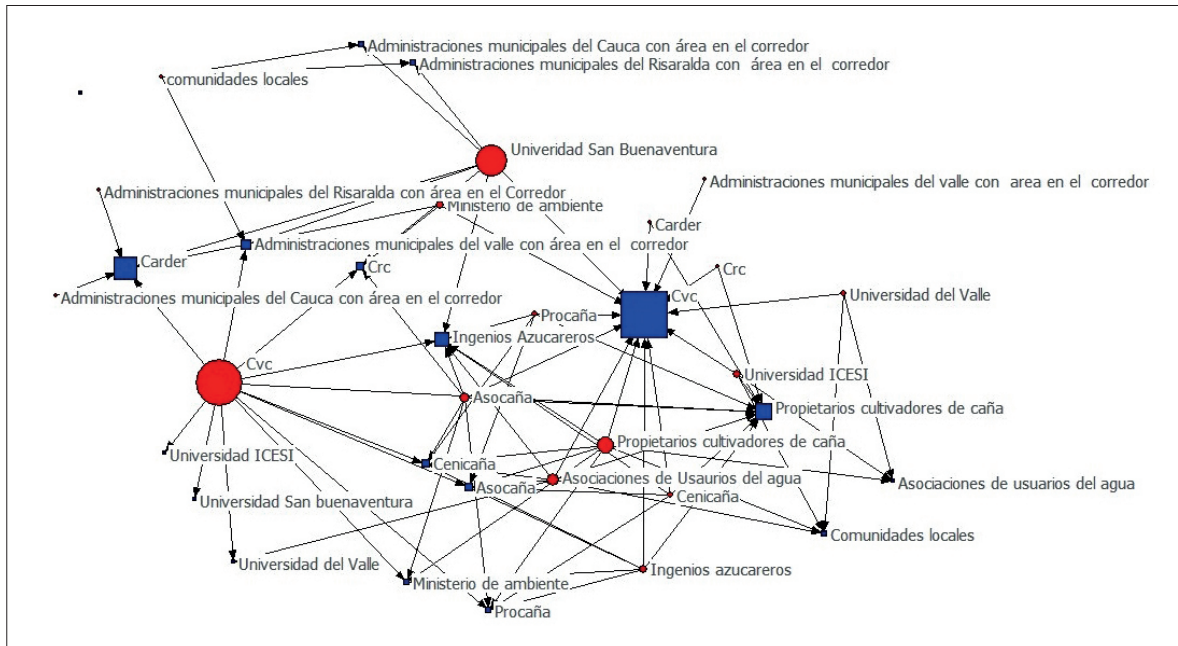 Administraciones municipales del Cauca con área en el corredor
Administraciones municipales del Risaralda con área en el corredor
comunidades locales
Univeridad San Buenaventura
Administraciones municipales del valle con area en el corredor
Administraciones municipales del Risaralda con área en el Corredor
Ministerio de ambiente
Carder
Administraciones municipales del valle con área en el corredor
Carder
Crc
Crc
Administraciones municipales del Cauca con área en el corredor
Cvc
Universidad del Valle
Procaña
Ingenios Azucareros
Cvc
Universidad ICESI
Asocaña
Propietarios cultivadores de caña
Propietarios cultivadores de caña
Universidad ICESI
Cenicaña
Asociaciones de Usaurios del agua
Asociaciones de usuarios del agua
Asocaña
Cenicaña
Universidad San buenaventura
Comunidades locales
Universidad del Valle
Ingenios azucareros
Ministerio de ambiente
Procaña